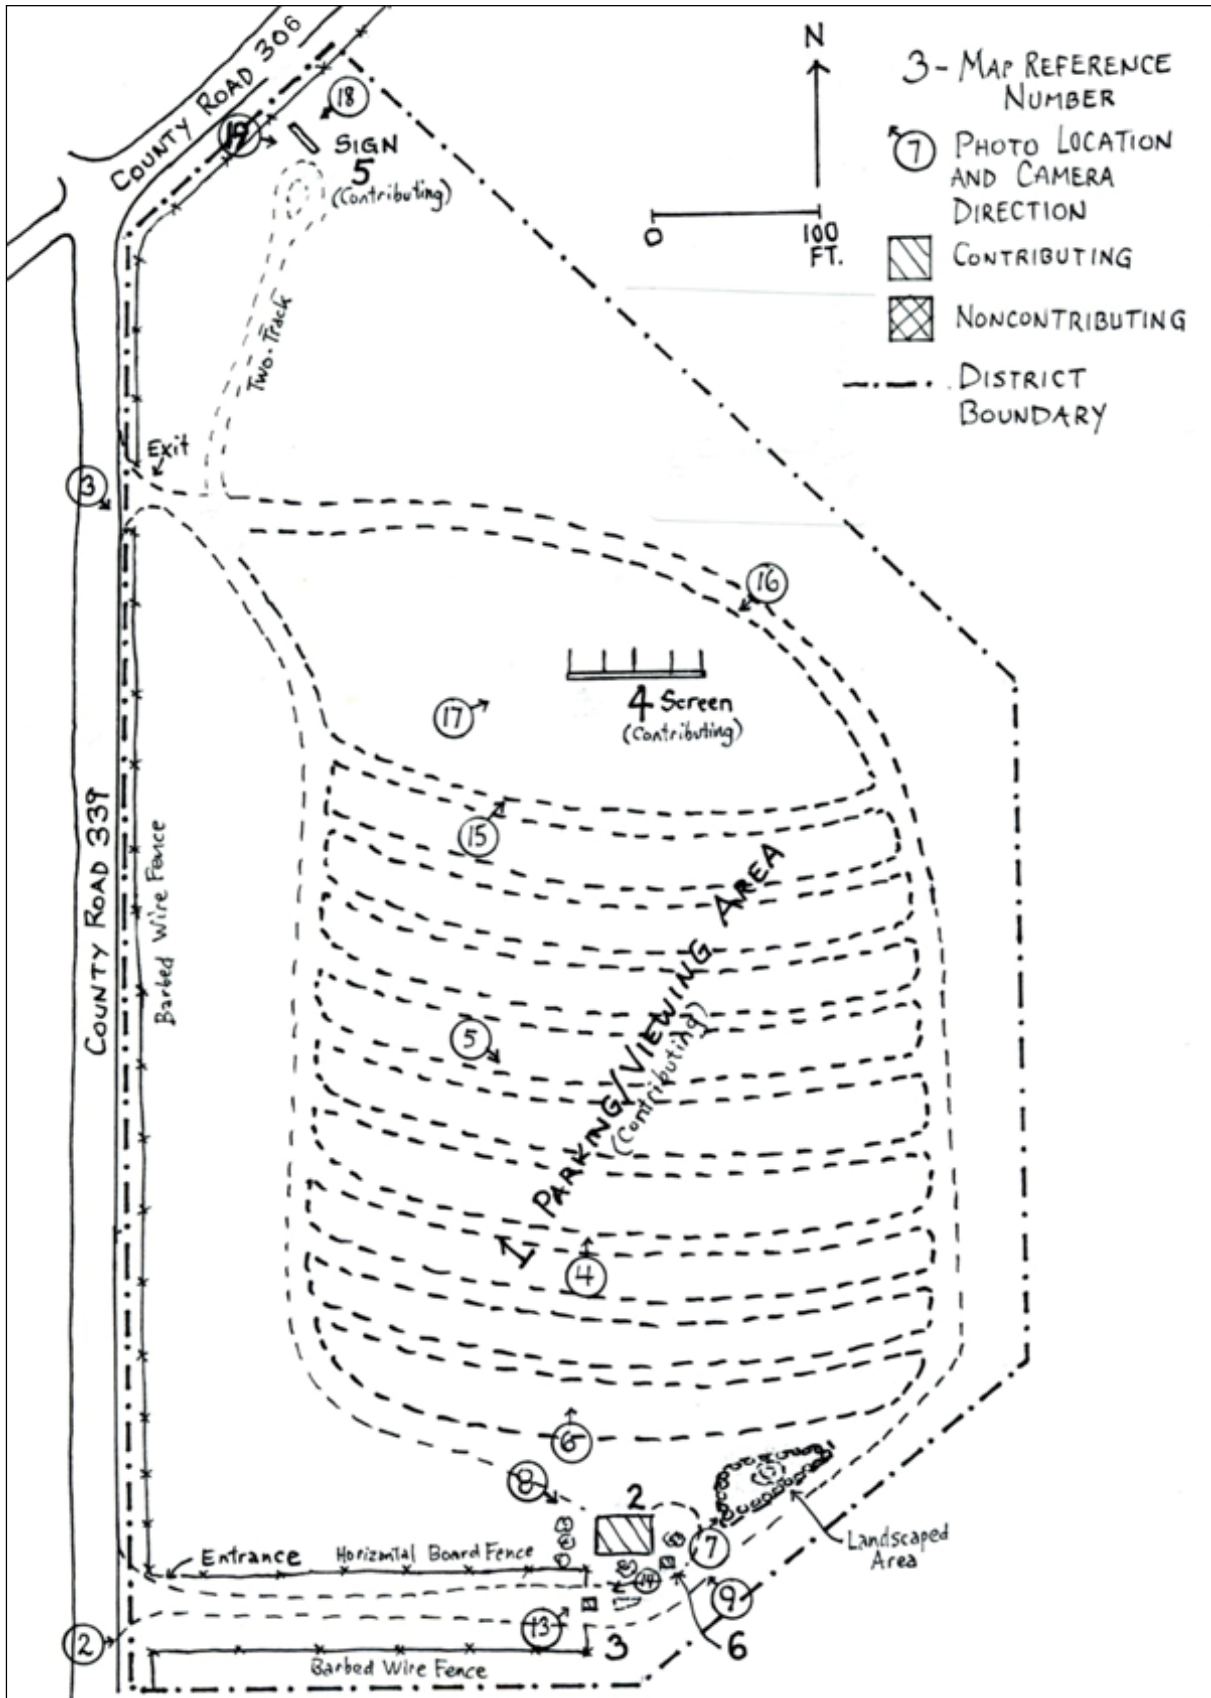 N
3 - MAP REFERENCE
NUMBER
7 PHOTO LOCATION
AND CAMERA
DIRECTION
0 100
FT.
CONTRIBUTING
NONCONTRIBUTING
DISTRICT
BOUNDARY
COUNTY ROAD 306
18
19
SIGN
5
(Contributing)
Two-Track
Exit
3
16
17
4 Screen
(Contributing)
15
COUNTY ROAD 339
Barbed Wire Fence
5
1 PARKING/VIEWING AREA
(Contributing)
4
6
8
2
Landscaped
Area
7
Entrance
Horizontal Board Fence
14
9
13
2
3
6
Barbed Wire Fence